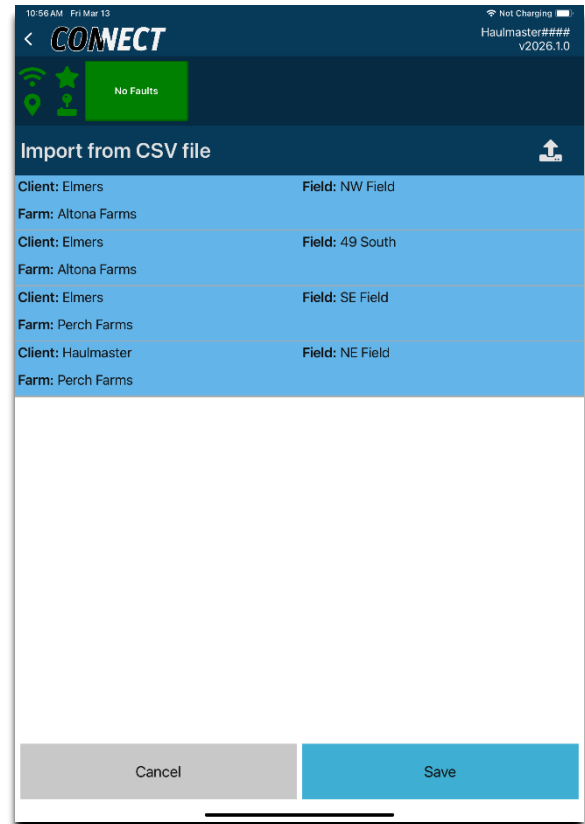 10:56 AM Fri Mar 13 Not Charging
CONNECT Haulmaster####
v2026.1.0
No Faults
Import from CSV file
Client: Elmers Field: NW Field
Farm: Altona Farms
Client: Elmers Field: 49 South
Farm: Altona Farms
Client: Elmers Field: SE Field
Farm: Perch Farms
Client: Haulmaster Field: NE Field
Farm: Perch Farms
Cancel Save